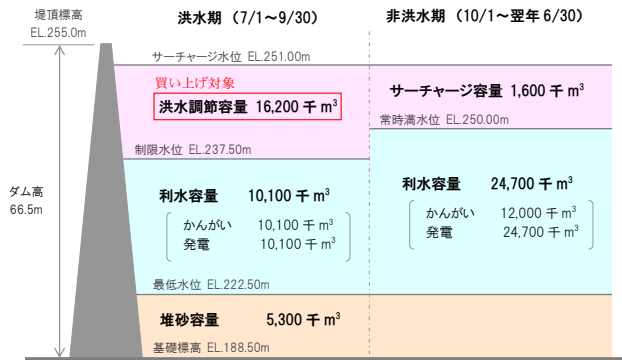 堤頂標高
EL.255.0m
洪水期（7/1～9/30）
非洪水期（10/1～翌年 6/30）
サーチャージ水位 EL.251.00m
買い上げ対象
洪水調節容量 16,200 千 m³
サーチャージ容量 1,600 千 m³
常時満水位 EL.250.00m
制限水位 EL.237.50m
ダム高
66.5m
利水容量 10,100 千 m³
かんがい 10,100 千 m³
発電 10,100 千 m³
利水容量 24,700 千 m³
かんがい 12,000 千 m³
発電 24,700 千 m³
最低水位 EL.222.50m
堆砂容量 5,300 千 m³
基礎標高 EL.188.50m